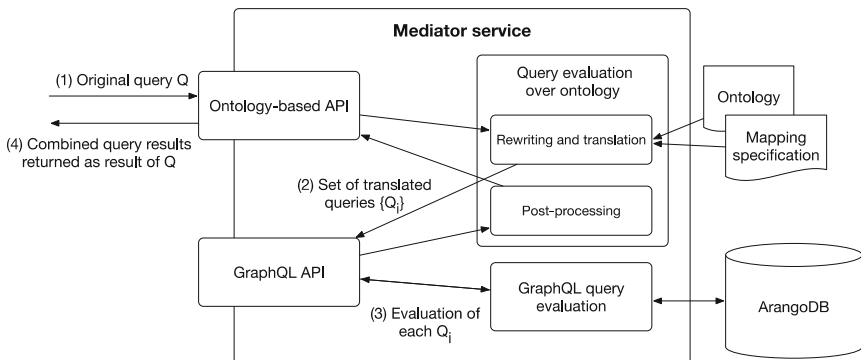 Mediator service
(1) Original query Q
Ontology-based API
(4) Combined query results
returned as result of Q
Query evaluation
over ontology
Rewriting and translation
Ontology
Mapping
specification
(2) Set of translated
queries {Qi}
Post-processing
GraphQL API
(3) Evaluation of
each Qi
GraphQL query
evaluation
ArangoDB